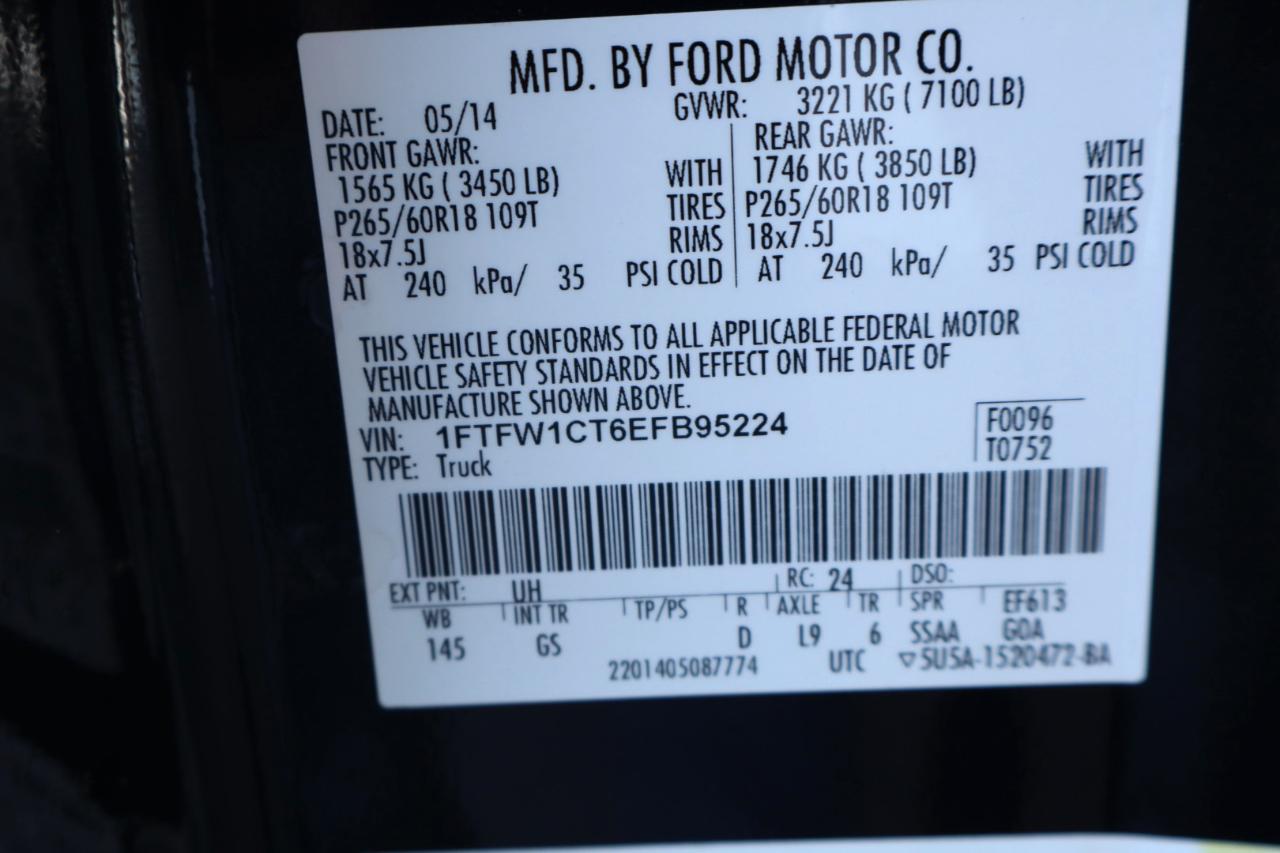 MFD. BY FORD MOTOR CO.
DATE: 05/14 GVWR: 3221 KG ( 7100 LB)
FRONT GAWR: REAR GAWR:
1565 KG ( 3450 LB) WITH 1746 KG ( 3850 LB) WITH
P265/60R18 109T TIRES P265/60R18 109T TIRES
18x7.5J RIMS 18x7.5J RIMS
AT 240 kPa/ 35 PSI COLD AT 240 kPa/ 35 PSI COLD
THIS VEHICLE CONFORMS TO ALL APPLICABLE FEDERAL MOTOR
VEHICLE SAFETY STANDARDS IN EFFECT ON THE DATE OF
MANUFACTURE SHOWN ABOVE.
VIN: 1FTFW1CT6EFB95224 F0096
TYPE: Truck T0752
EXT PNT: UH RC: 24 DSO:
WB INT TR TP/PS R AXLE TR SPR EF613
145 GS D L9 6 SSAA GOA
2201405087774 UTC ▽5U5A-1520472-BA